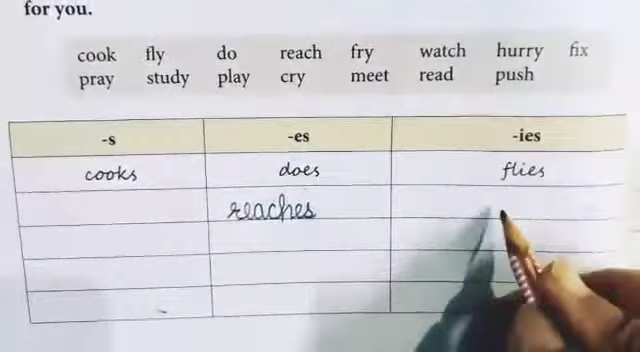 for you.
cook fly do reach fry watch hurry fix
pray study play cry meet read push
-s -es -ies
cooks does flies
reaches